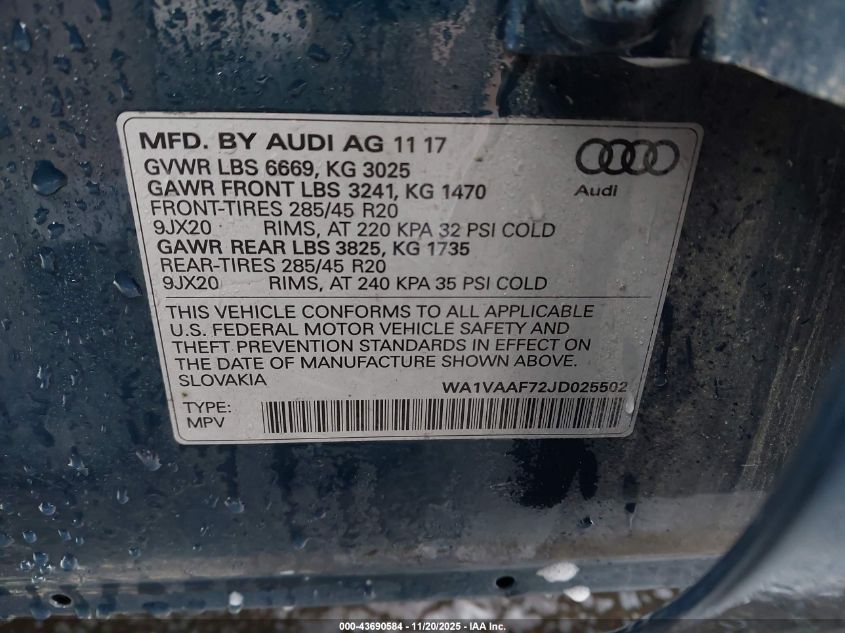 MFD. BY AUDI AG 11 17
GVWR LBS 6669, KG 3025
GAWR FRONT LBS 3241, KG 1470
FRONT-TIRES 285/45 R20
9JX20 RIMS, AT 220 KPA 32 PSI COLD
GAWR REAR LBS 3825, KG 1735
REAR-TIRES 285/45 R20
9JX20 RIMS, AT 240 KPA 35 PSI COLD
Audi
THIS VEHICLE CONFORMS TO ALL APPLICABLE
U.S. FEDERAL MOTOR VEHICLE SAFETY AND
THEFT PREVENTION STANDARDS IN EFFECT ON
THE DATE OF MANUFACTURE SHOWN ABOVE.
SLOVAKIA WA1VAAF72JD025502
TYPE:
MPV
000-43690584 - 11/20/2025 - IAA Inc.